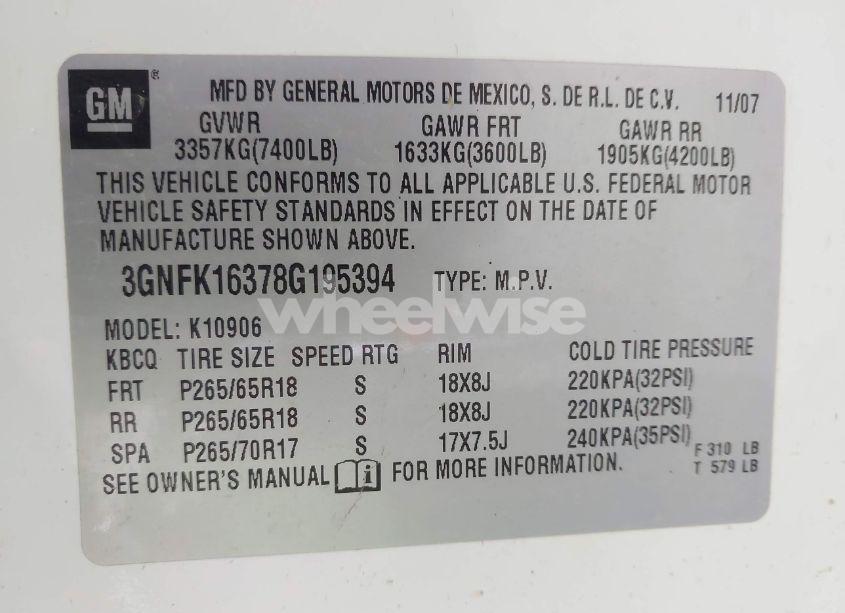 GM ®
MFD BY GENERAL MOTORS DE MEXICO, S. DE R.L. DE C.V. 11/07
GVWR GAWR FRT GAWR RR
3357KG(7400LB) 1633KG(3600LB) 1905KG(4200LB)
THIS VEHICLE CONFORMS TO ALL APPLICABLE U.S. FEDERAL MOTOR
VEHICLE SAFETY STANDARDS IN EFFECT ON THE DATE OF
MANUFACTURE SHOWN ABOVE.
3GNFK16378G195394 TYPE: M.P.V.
wheelwise
MODEL: K10906
KBCQ TIRE SIZE SPEED RTG RIM COLD TIRE PRESSURE
FRT P265/65R18 S 18X8J 220KPA(32PSI)
RR P265/65R18 S 18X8J 220KPA(32PSI)
SPA P265/70R17 S 17X7.5J 240KPA(35PSI)
F 310 LB
T 579 LB
SEE OWNER'S MANUAL i FOR MORE INFORMATION.